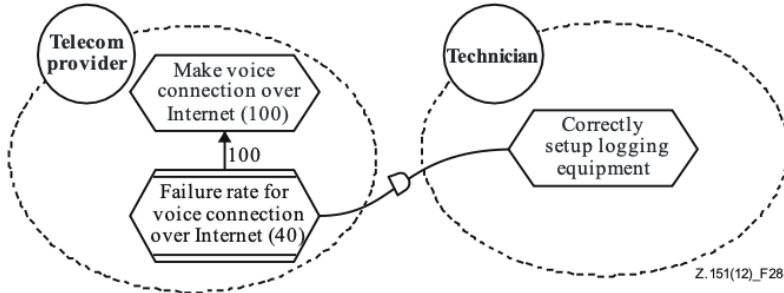 Telecom
provider
Make voice
connection over
Internet (100)
100
Failure rate for
voice connection
over Internet (40)
Technician
Correctly
setup logging
equipment
Z.151(12)_F28